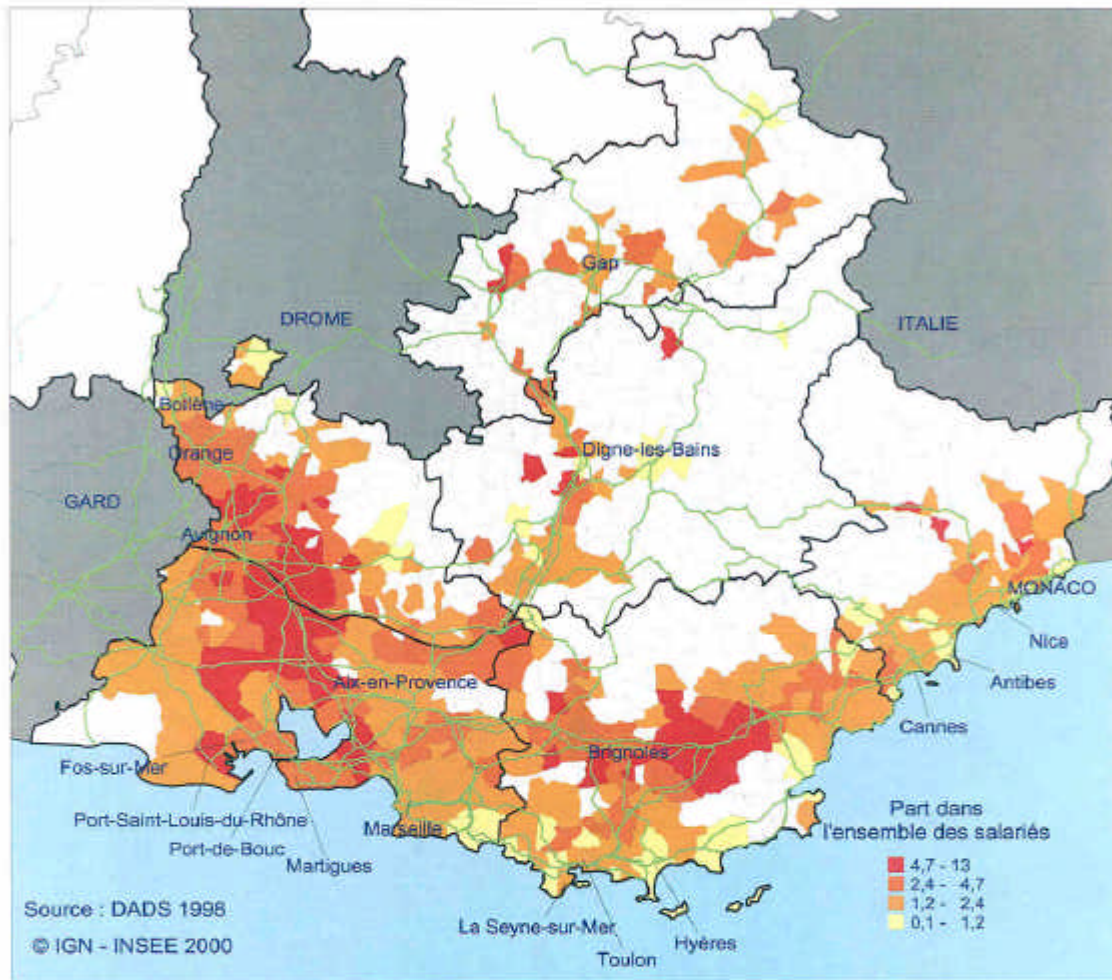 Gap
DROME
ITALIE
Bollène
Orange
Digne-les-Bains
GARD
Avignon
MONACO
Nice
Aix-en-Provence
Antibes
Cannes
Brignoles
Fos-sur-Mer
Port-Saint-Louis-du-Rhône
Marseille
Port-de-Bouc
Martigues
Part dans
l'ensemble des salariés
4,7 - 13
2,4 - 4,7
1,2 - 2,4
0,1 - 1,2
Source : DADS 1998
La Seyne-sur-Mer
Hyères
© IGN - INSEE 2000
Toulon